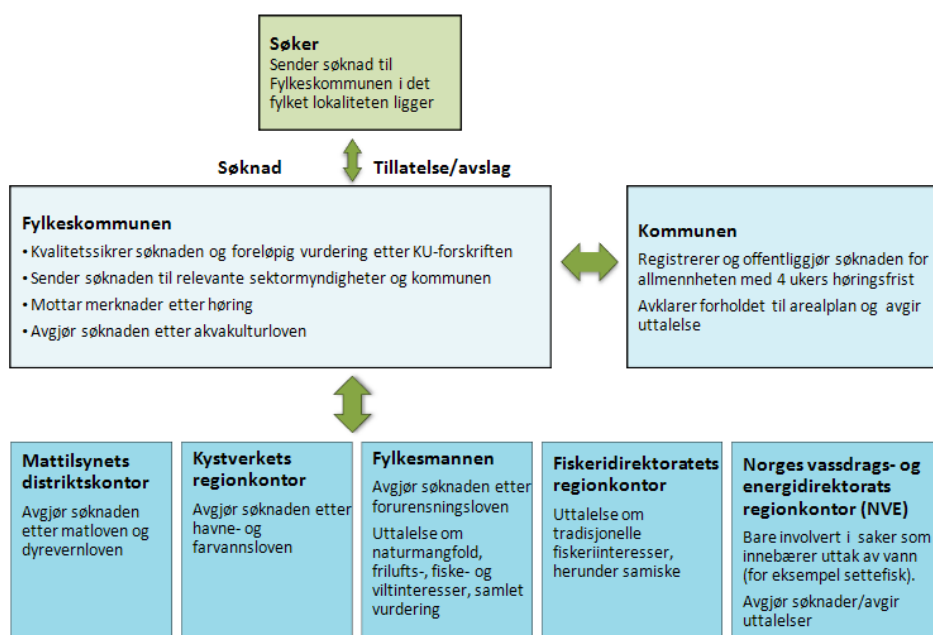 Søker
Sender søknad til
Fylkeskommunen i det
fylket lokaliteten ligger
Søknad
Tillatelse/avslag
Fylkeskommunen
• Kvalitetssikrer søknaden og foreløpig vurdering etter KU-forskriften
• Sender søknaden til relevante sektormyndigheter og kommunen
• Mottar merknader etter høring
• Avgjør søknaden etter akvakulturloven
Kommunen
Registrerer og offentliggjør søknaden for
allmennheten med 4 ukers høringsfrist
Avklarer forholdet til arealplan og avgir
uttalelse
Mattilsynets
distriktskontor
Avgjør søknaden
etter matloven og
dyrevernloven
Kystverkets
regionkontor
Avgjør søknaden etter
havne- og
farvannsloven
Fylkesmannen
Avgjør søknaden etter
forurensningsloven
Uttalelse om
naturmangfold,
frilufts-, fiske- og
viltinteresser, samlet
vurdering
Fiskeridirektoratets
regionkontor
Uttalelse om
tradisjonelle
fiskeriinteresser,
herunder samiske
Norges vassdrags- og
energidirektorats
regionkontor (NVE)
Bare involvert i saker som
innebærer uttak av vann
(for eksempel settefisk).
Avgjør søknader/avgir
uttalelser